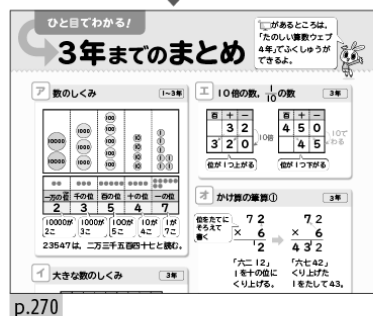 ひと目でわかる!
3年までのまとめ
があるところは、
「たのしい算数ウェブ
4年」でふくしゅうが
できるよ。
ア 数のしくみ 1~3年
10000 1000 100 10 1
一万の位 千の位 百の位 十の位 一の位
2 3 5 4 7
10000が 1000が 100が 10が 1が
2こ 3こ 5こ 4こ 7こ
23547は、二万三千五百四十七と読む。
イ 大きな数のしくみ 3年
エ 10倍の数、1/10の数 3年
百 十 一
3 2
3 2 0
10倍
位が1つ上がる
百 十 一
4 5 0
4 5
10で
わる
位が1つ下がる
オ かけ算の筆算① 3年
位をたてに
そろえて
書く
7 2
× 6
1 2
「六二12」
1を十の位に
くり上げる。
7 2
× 6
4 3 2
「六七42」
くり上げた
1をたして43。
p.270